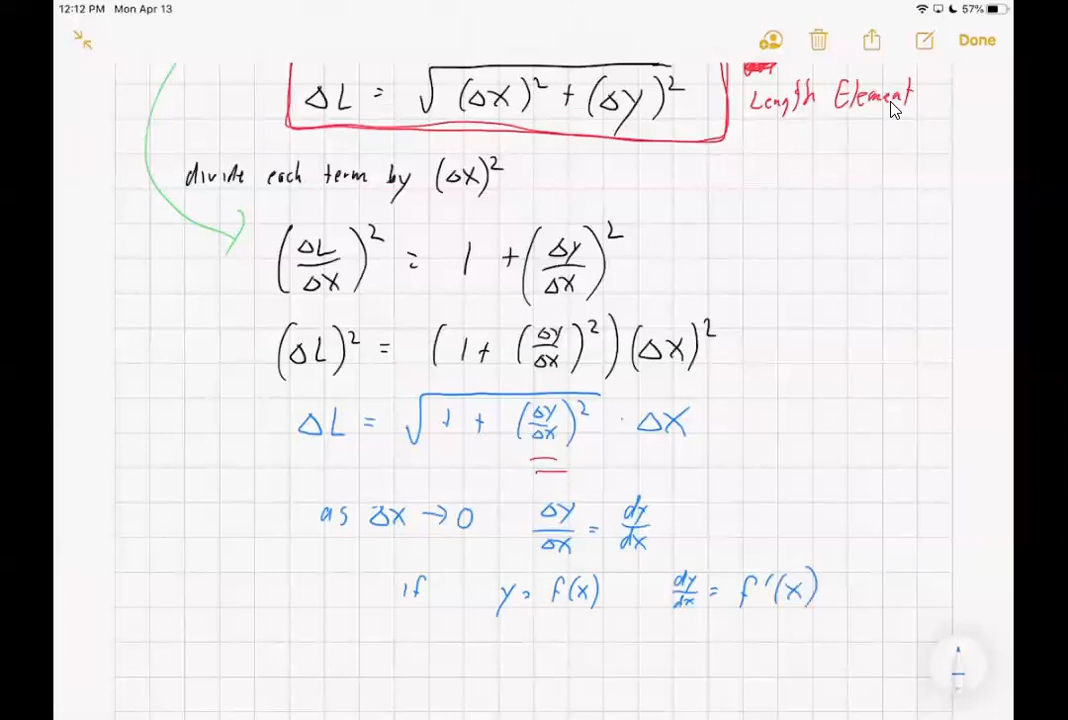 12:12 PM Mon Apr 13 57%
Done
ΔL = √((Δx)² + (Δy)²) Length Element
divide each term by (Δx)²
(ΔL/Δx)² = 1 + (Δy/Δx)²
(ΔL)² = (1 + (Δy/Δx)²)(Δx)²
ΔL = √(1 + (Δy/Δx)²) · Δx
as Δx → 0 Δy/Δx = dy/dx
if y = f(x) dy/dx = f'(x)